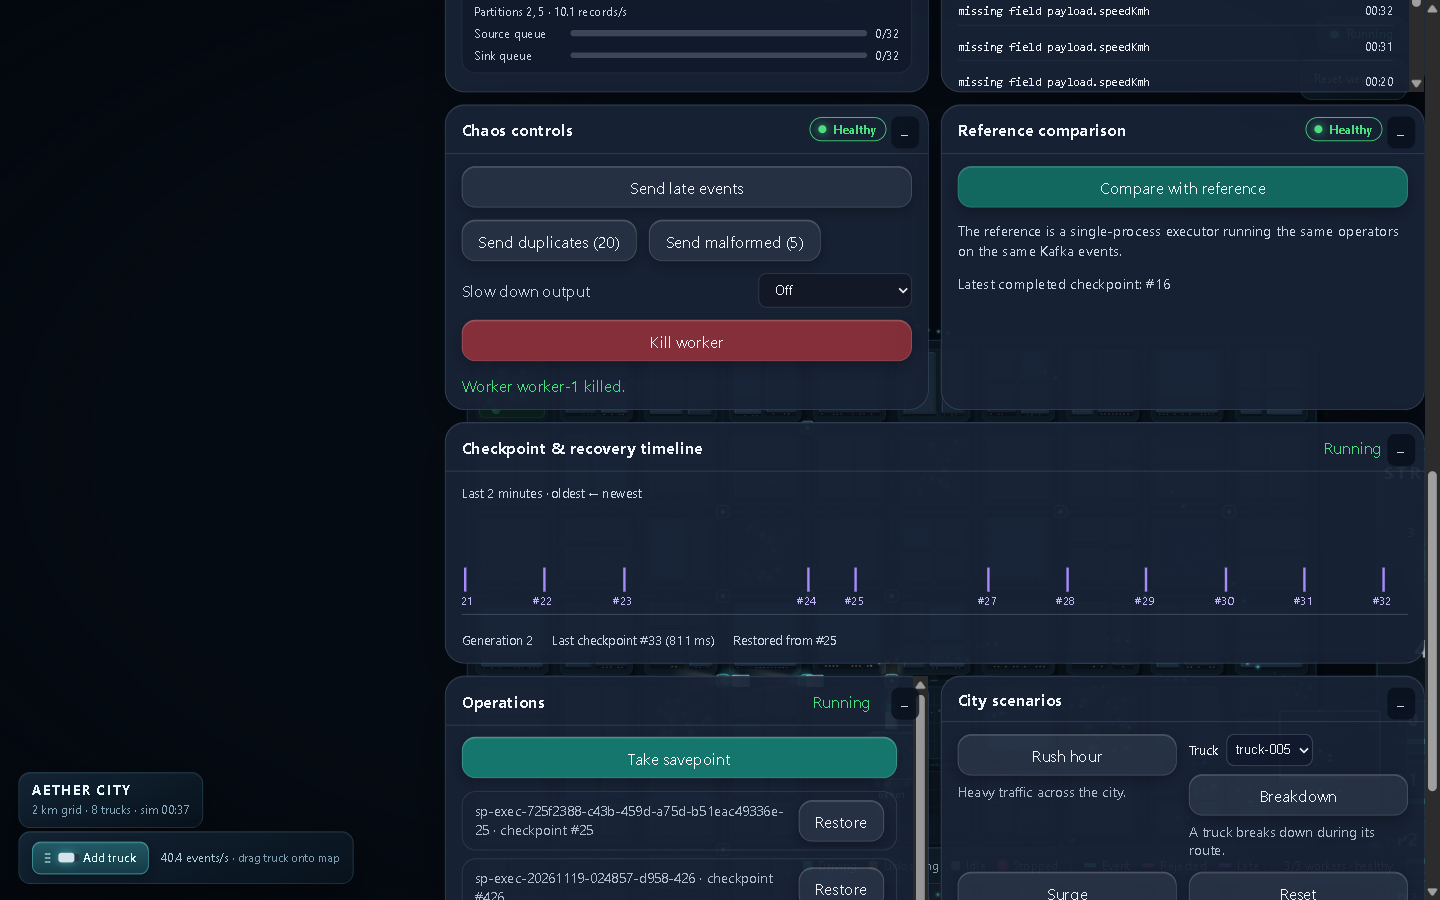 Partitions 2, 5 · 10.1 records/s
Source queue 0/32
Sink queue 0/32
missing field payload.speedKmh 00:32
missing field payload.speedKmh 00:31
missing field payload.speedKmh 00:20
Running
Chaos controls
Healthy
Send late events
Send duplicates (20)
Send malformed (5)
Slow down output
Off
Kill worker
Worker worker-1 killed.
Reference comparison
Healthy
Compare with reference
The reference is a single-process executor running the same operators
on the same Kafka events.
Latest completed checkpoint: #16
Checkpoint & recovery timeline
Running
Last 2 minutes · oldest ← newest
21 #22 #23 #24 #25 #27 #28 #29 #30 #31 #32
Generation 2 Last checkpoint #33 (811 ms) Restored from #25
Operations
Running
Take savepoint
sp-exec-725f2388-c43b-459d-a75d-b51eac49336e-
25 · checkpoint #25
Restore
sp-exec-20261119-024857-d958-426 · checkpoint
#426
Restore
City scenarios
Rush hour
Heavy traffic across the city.
Truck truck-005
Breakdown
A truck breaks down during its
route.
Surge
Reset
AETHER CITY
2 km grid · 8 trucks · sim 00:37
Add truck
40.4 events/s · drag truck onto map